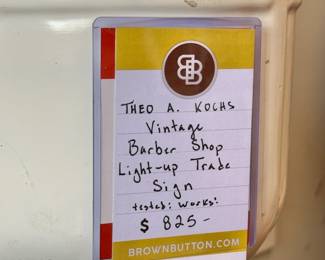 THEO A. KOCHS
Vintage
Barber Shop
Light-up Trade
Sign
tested: works!
$ 825-
BROWNBUTTON.COM